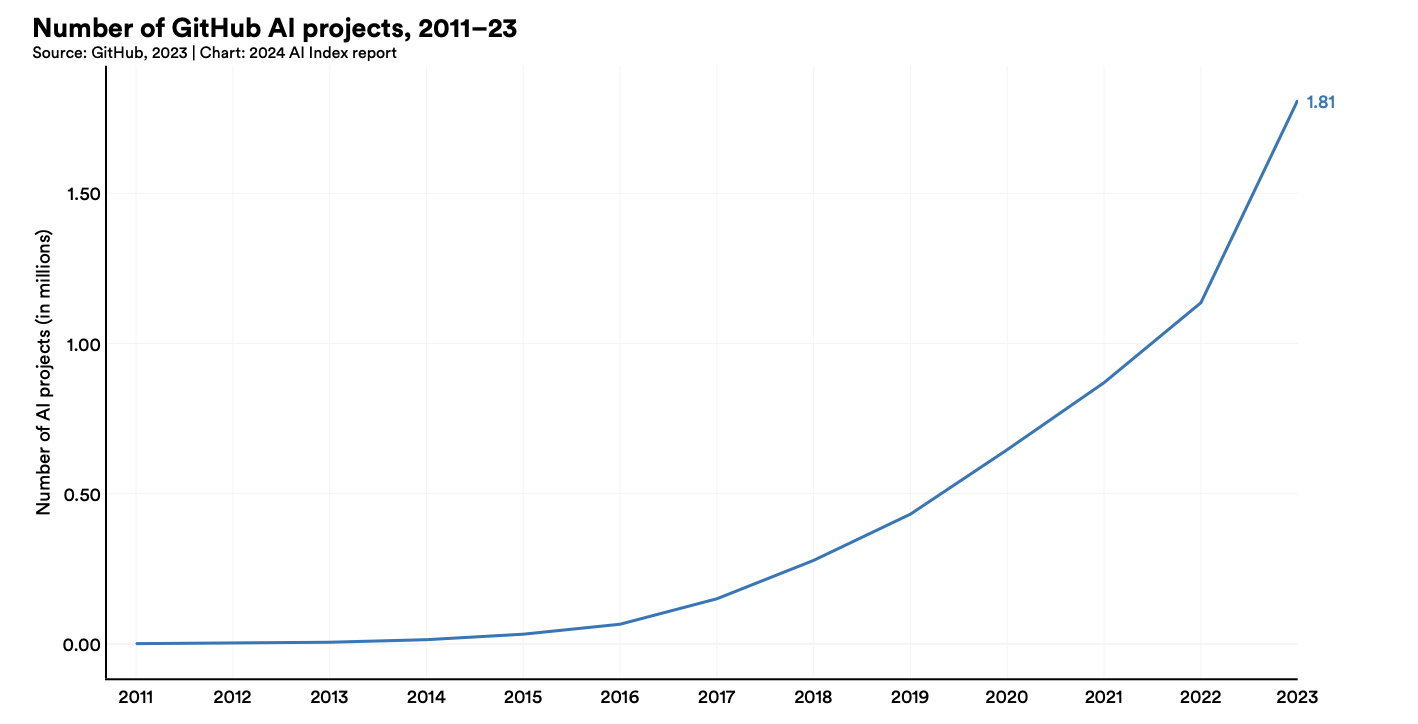 Number of GitHub AI projects, 2011–23
Source: GitHub, 2023 | Chart: 2024 AI Index report
1.81
1.50
1.00
0.50
0.00
Number of AI projects (in millions)
2011 2012 2013 2014 2015 2016 2017 2018 2019 2020 2021 2022 2023